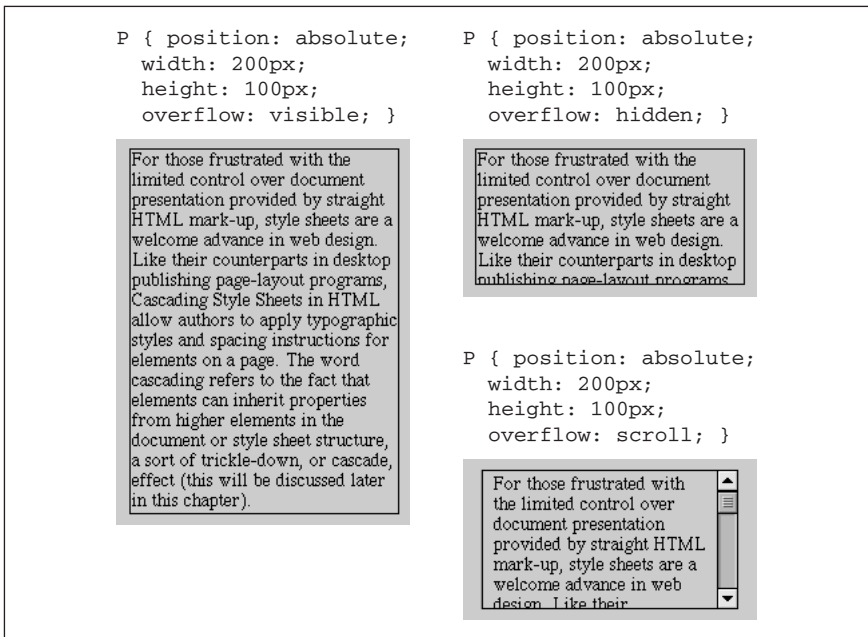 P { position: absolute;
width: 200px;
height: 100px;
overflow: visible; }
For those frustrated with the
limited control over document
presentation provided by straight
HTML mark-up, style sheets are a
welcome advance in web design.
Like their counterparts in desktop
publishing page-layout programs,
Cascading Style Sheets in HTML
allow authors to apply typographic
styles and spacing instructions for
elements on a page. The word
cascading refers to the fact that
elements can inherit properties
from higher elements in the
document or style sheet structure,
a sort of trickle-down, or cascade,
effect (this will be discussed later
in this chapter).
P { position: absolute;
width: 200px;
height: 100px;
overflow: hidden; }
For those frustrated with the
limited control over document
presentation provided by straight
HTML mark-up, style sheets are a
welcome advance in web design.
Like their counterparts in desktop
publishing page-layout programs
P { position: absolute;
width: 200px;
height: 100px;
overflow: scroll; }
For those frustrated with
the limited control over
document presentation
provided by straight HTML
mark-up, style sheets are a
welcome advance in web
design. Like their